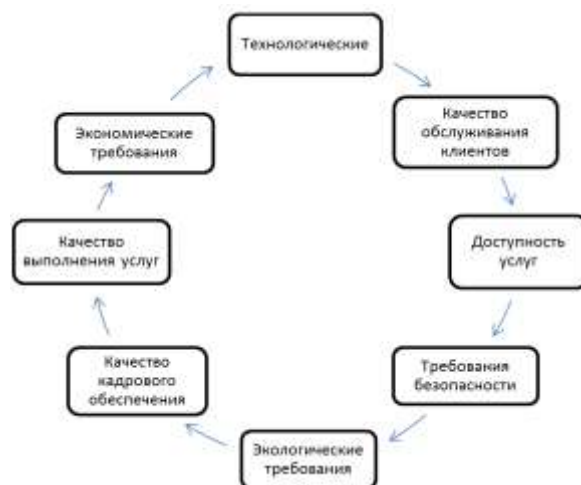 Технологические
Качество
обслуживания
клиентов
Доступность
услуг
Требования
безопасности
Экологические
требования
Качество
кадрового
обеспечения
Качество
выполнения услуг
Экономические
требования